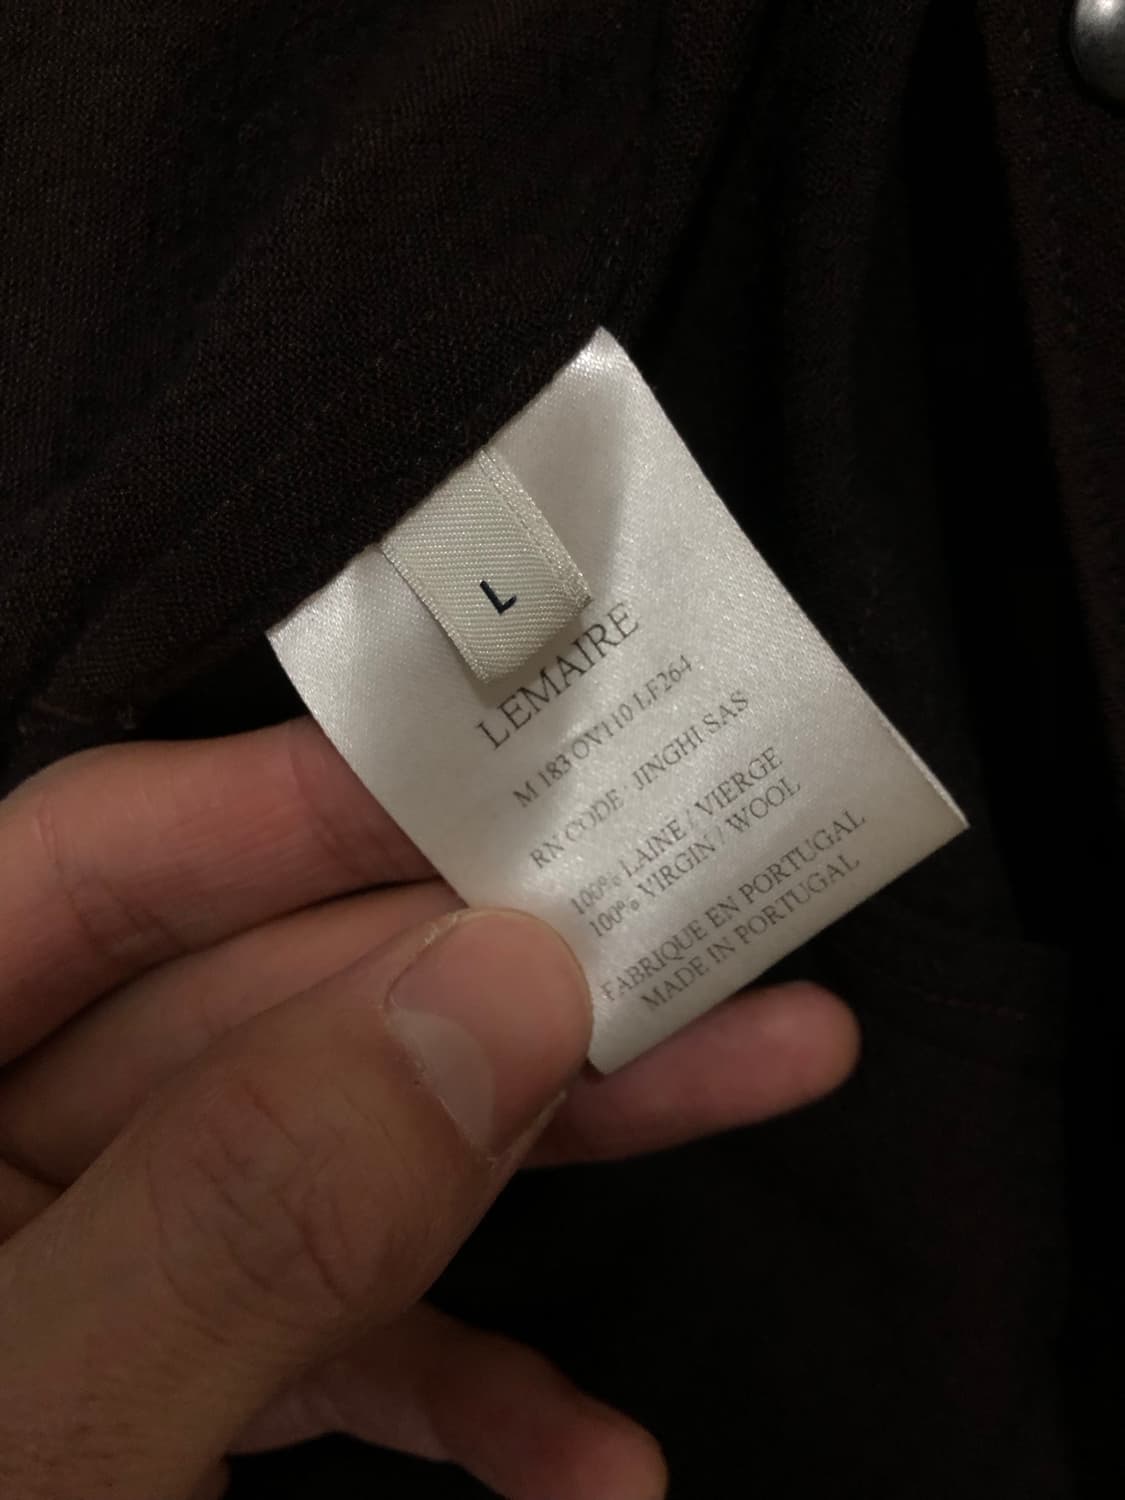 L
LEMAIRE
M 183 OV110 LF264
RN CODE : JINGHI SAS
100% LAINE / VIERGE
100% VIRGIN / WOOL
FABRIQUE EN PORTUGAL
MADE IN PORTUGAL